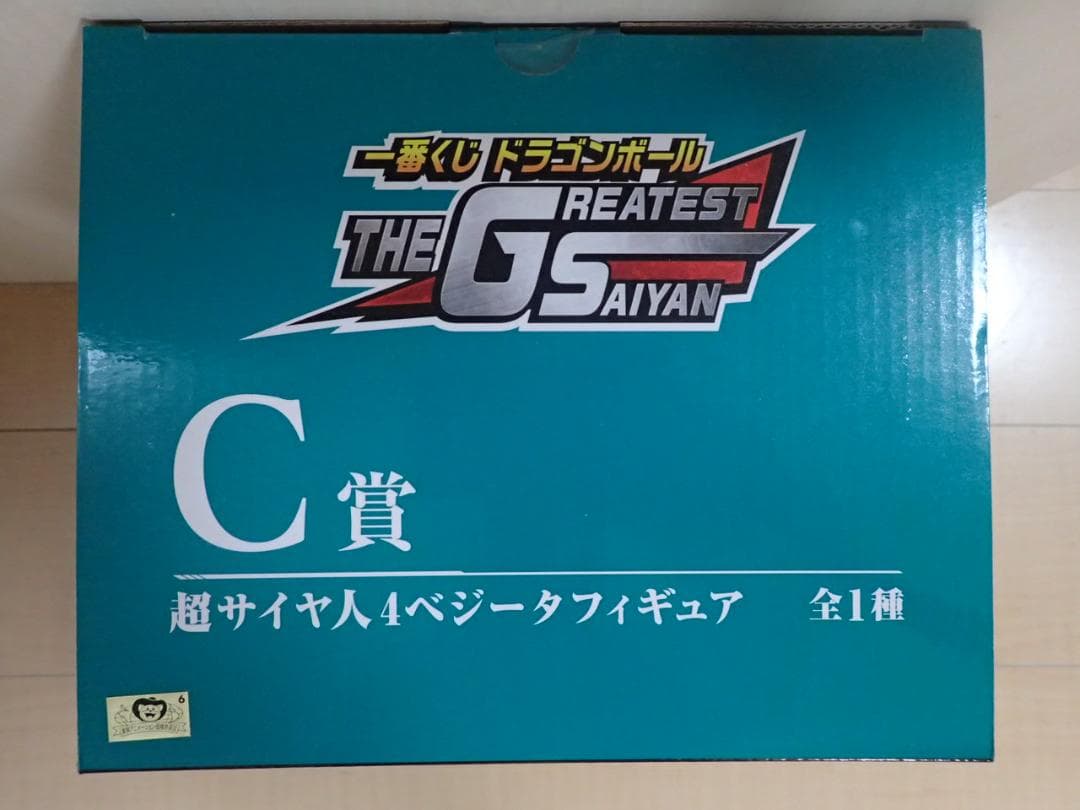 一番くじ ドラゴンボール
THE GREATEST
SAIYAN
C賞
超サイヤ人4ベジータフィギュア 全1種
6